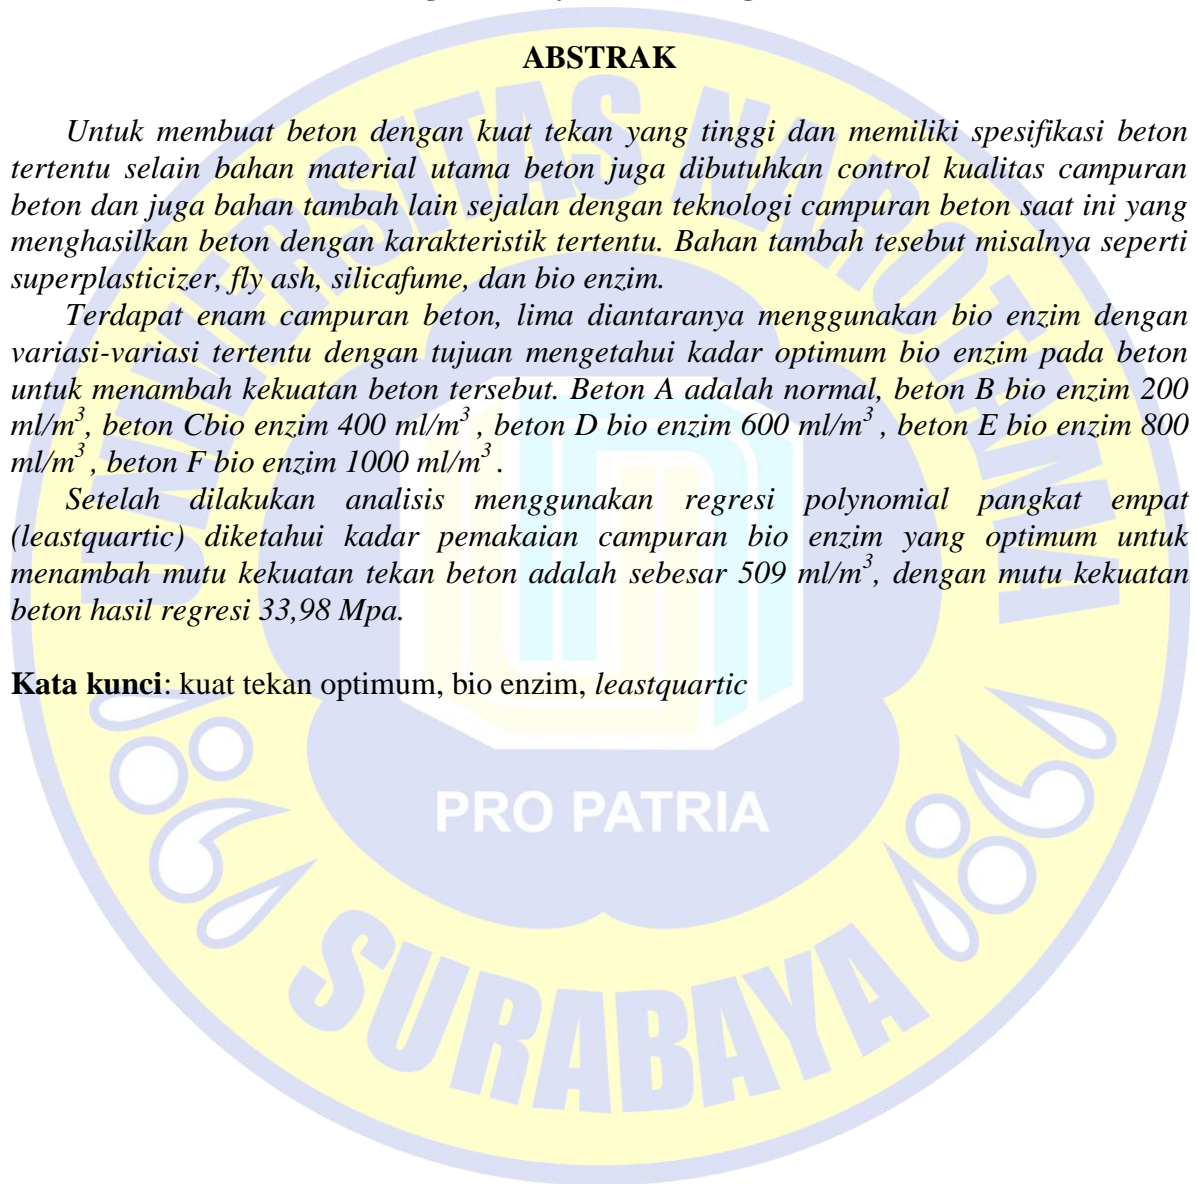 ABSTRAK
Untuk membuat beton dengan kuat tekan yang tinggi dan memiliki spesifikasi beton
tertentu selain bahan material utama beton juga dibutuhkan control kualitas campuran
beton dan juga bahan tambah lain sejalan dengan teknologi campuran beton saat ini yang
menghasilkan beton dengan karakteristik tertentu. Bahan tambah tesebut misalnya seperti
superplasticizer, fly ash, silicafume, dan bio enzim.
Terdapat enam campuran beton, lima diantaranya menggunakan bio enzim dengan
variasi-variasi tertentu dengan tujuan mengetahui kadar optimum bio enzim pada beton
untuk menambah kekuatan beton tersebut. Beton A adalah normal, beton B bio enzim 200
ml/m³, beton Cbio enzim 400 ml/m³ , beton D bio enzim 600 ml/m³ , beton E bio enzim 800
ml/m³ , beton F bio enzim 1000 ml/m³ .
Setelah dilakukan analisis menggunakan regresi polynomial pangkat empat
(leastquartic) diketahui kadar pemakaian campuran bio enzim yang optimum untuk
menambah mutu kekuatan tekan beton adalah sebesar 509 ml/m³, dengan mutu kekuatan
beton hasil regresi 33,98 Mpa.
Kata kunci: kuat tekan optimum, bio enzim, leastquartic
UNIVERSITAS NAROTAMA
PRO PATRIA
SURABAYA